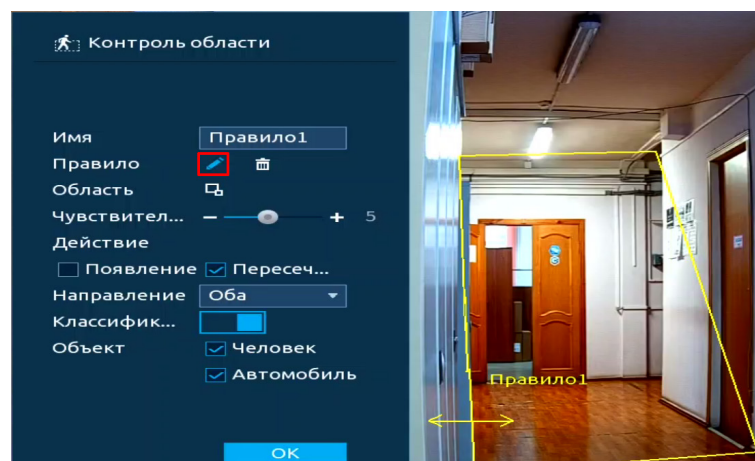 Контроль области
Имя Правило1
Правило
Область
Чувствител... − + 5
Действие
Появление Пересеч...
Направление Оба
Классифик...
Объект Человек
Автомобиль
Правило1
OK